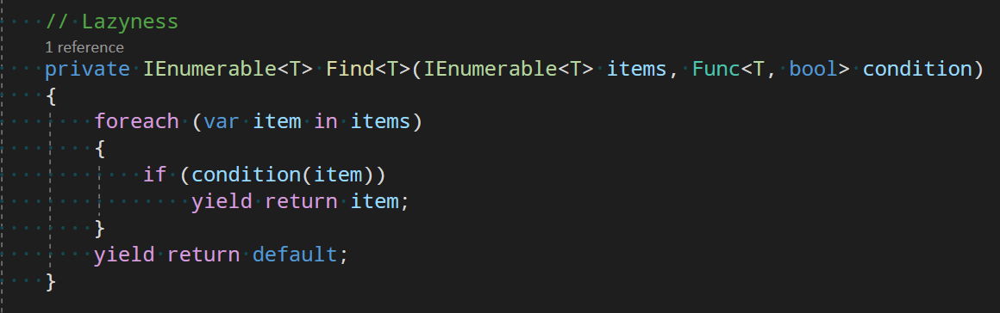 // Lazyness
1 reference
private IEnumerable<T> Find<T>(IEnumerable<T> items, Func<T, bool> condition)
{
foreach (var item in items)
{
if (condition(item))
yield return item;
}
yield return default;
}